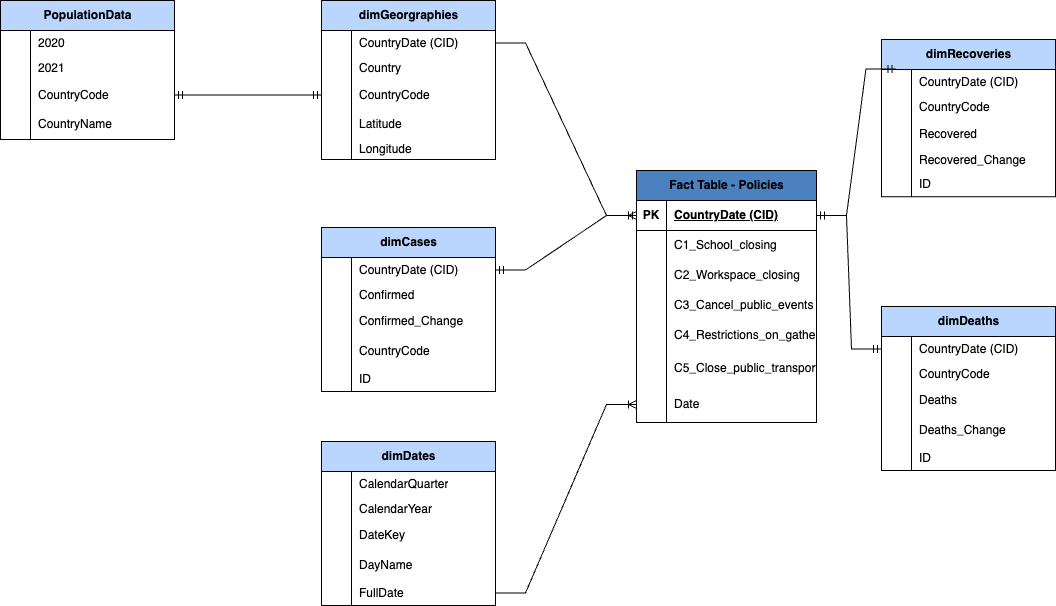 PopulationData
2020
2021
CountryCode
CountryName
dimGeorgraphies
CountryDate (CID)
Country
CountryCode
Latitude
Longitude
dimCases
CountryDate (CID)
Confirmed
Confirmed_Change
CountryCode
ID
dimDates
CalendarQuarter
CalendarYear
DateKey
DayName
FullDate
Fact Table - Policies
PK CountryDate (CID)
C1_School_closing
C2_Workspace_closing
C3_Cancel_public_events
C4_Restrictions_on_gathe
C5_Close_public_transpor
Date
dimRecoveries
CountryDate (CID)
CountryCode
Recovered
Recovered_Change
ID
dimDeaths
CountryDate (CID)
CountryCode
Deaths
Deaths_Change
ID